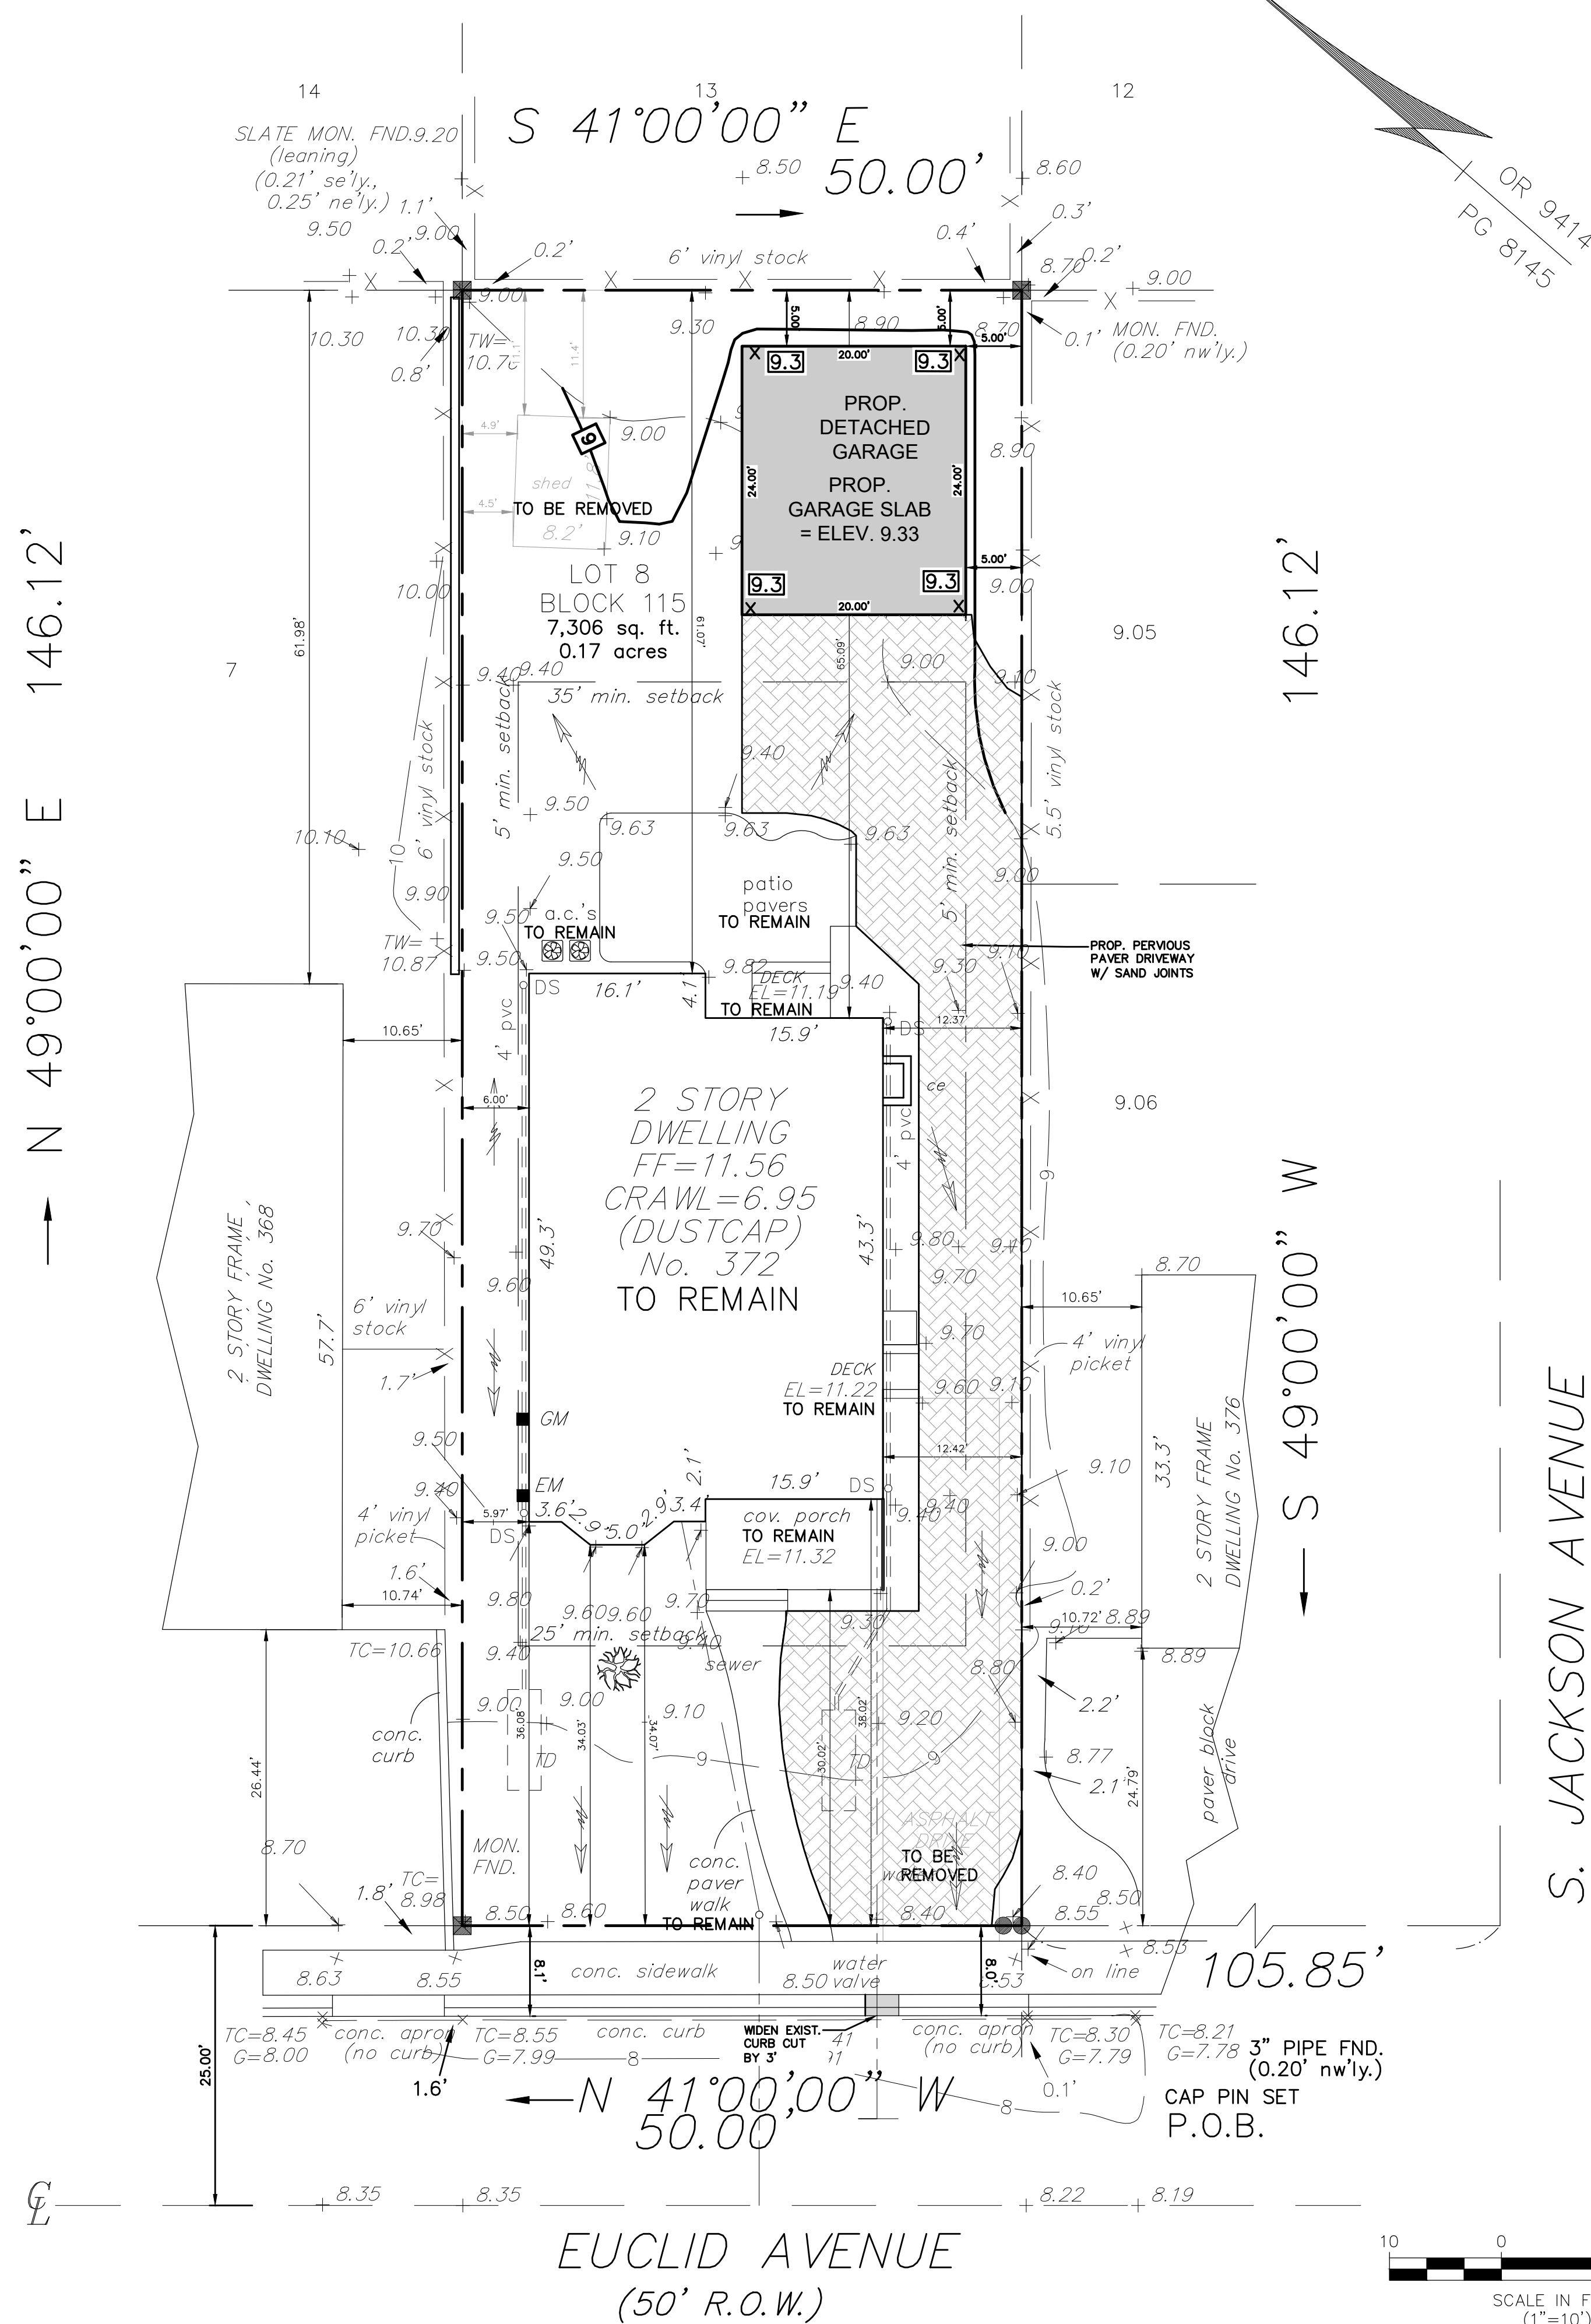 14
13
12
SLATE MON. FND.
9.20
(leaning)
(0.21' se'ly.,
0.25' ne'ly.)
S 41°00'00" E
50.00'
8.50
8.60
OR 9414
PG 8145
9.50
0.2'
9.00
1.1'
0.2'
6' vinyl stock
0.4'
0.3'
8.70
0.2'
9.00
0.1'
MON. FND.
(0.20' nw'ly.)
10.30
10.30
0.8'
9.00
TW=
9.30
5.00'
8.90
5.00'
8.70
5.00'
11.4'
9.3
20.00'
9.3
PROP.
DETACHED
GARAGE
PROP.
GARAGE SLAB
= ELEV. 9.33
24.00'
24.00'
9.3
20.00'
9.3
8.90
5.00'
9.00
4.9'
9
9.00
shed
TO BE REMOVED
4.5'
8.2'
9.10
LOT 8
BLOCK 115
7,306 sq. ft.
0.17 acres
N 49°00'00" E 146.12'
146.12'
61.98'
7
10.00
61.07'
65.09'
9.00
9.05
9.10
9.40
9.40
35' min. setback
5' min. setback
6' vinyl stock
5.5' vinyl stock
5' min. setback
9.40
9.50
9.63
9.63
9.63
10.10
10
9.90
9.50
9.00
patio
pavers
TO REMAIN
9.50
a.c.'s
TO REMAIN
TW=
10.87
9.50
DS
16.1'
4.1'
9.82
DECK
EL=11.19
TO REMAIN
9.40
9.30
9.10
PROP. PERVIOUS
PAVER DRIVEWAY
W/ SAND JOINTS
15.9'
DS
12.37'
10.65'
4' pvc
6.00'
ce
4' pvc
9.06
2 STORY
DWELLING
FF=11.56
CRAWL=6.95
(DUSTCAP)
No. 372
TO REMAIN
49.3'
43.3'
2 STORY FRAME
DWELLING No. 368
57.7'
9.70
9.60
6' vinyl
stock
1.7'
9.80
9.40
9.70
9.70
9
8.70
10.65'
4' vinyl
picket
2 STORY FRAME
DWELLING No. 376
33.3'
S 49°00'00" W
S. JACKSON AVENUE
DECK
EL=11.22
TO REMAIN
9.60
9.10
GM
EM
9.50
9.40
5.97'
3.6'
2.9'
5.0'
2.9'
3.4'
2.1'
15.9'
DS
12.42'
9.10
4' vinyl
picket
DS
cov. porch
TO REMAIN
EL=11.32
9.40
9.40
9.00
1.6'
0.2'
10.74'
9.80
9.60
9.60
9.70
9.30
10.72'
8.89
TC=10.66
9.40
25' min. setback
9.40
sewer
8.80
9.10
8.89
conc.
curb
9.00
9.00
9.10
9.20
2.2'
36.08'
34.03'
34.07'
38.02'
30.02'
TD
9
TD
9
8.77
2.1'
24.79'
paver block
drive
26.44'
8.70
MON.
FND.
ASPHALT
DRIVE
TO BE
REMOVED
conc.
paver
walk
TO REMAIN
TC=
8.98
1.8'
8.50
8.60
8.40
8.40
8.50
8.55
8.53
105.85'
8.63
8.55
8.1'
conc. sidewalk
8.50
water
valve
8.0'
on line
TC=8.45
G=8.00
conc. apron
(no curb)
TC=8.55
G=7.99
conc. curb
8
WIDEN EXIST.
CURB CUT
BY 3'
conc. apron
(no curb)
TC=8.30
G=7.79
TC=8.21
G=7.78
3" PIPE FND.
(0.20' nw'ly.)
25.00'
1.6'
0.1'
8
CAP PIN SET
P.O.B.
N 41°00'00" W
50.00'
8.35
8.35
8.22
8.19
EUCLID AVENUE
(50' R.O.W.)
10
0
SCALE IN F
(1"=10')